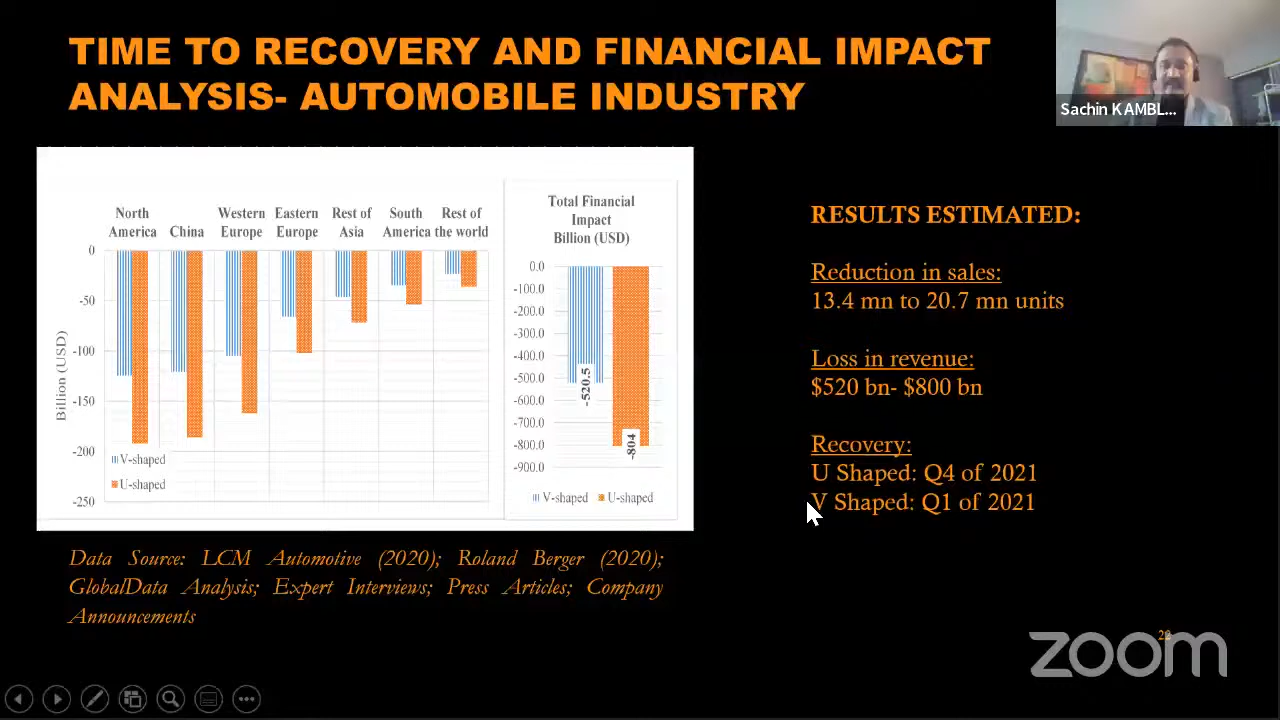 TIME TO RECOVERY AND FINANCIAL IMPACT
ANALYSIS- AUTOMOBILE INDUSTRY
Sachin KAMBL...
North America
China
Western Europe
Eastern Europe
Rest of Asia
South America
Rest of the world
Billion (USD)
0
-50
-100
-150
-200
-250
V-shaped
U-shaped
Total Financial
Impact
Billion (USD)
0.0
-100.0
-200.0
-300.0
-400.0
-500.0
-600.0
-700.0
-800.0
-900.0
-520.5
-804
V-shaped U-shaped
RESULTS ESTIMATED:
Reduction in sales:
13.4 mn to 20.7 mn units
Loss in revenue:
$520 bn- $800 bn
Recovery:
U Shaped: Q4 of 2021
V Shaped: Q1 of 2021
Data Source: LCM Automotive (2020); Roland Berger (2020);
GlobalData Analysis; Expert Interviews; Press Articles; Company
Announcements
zoom